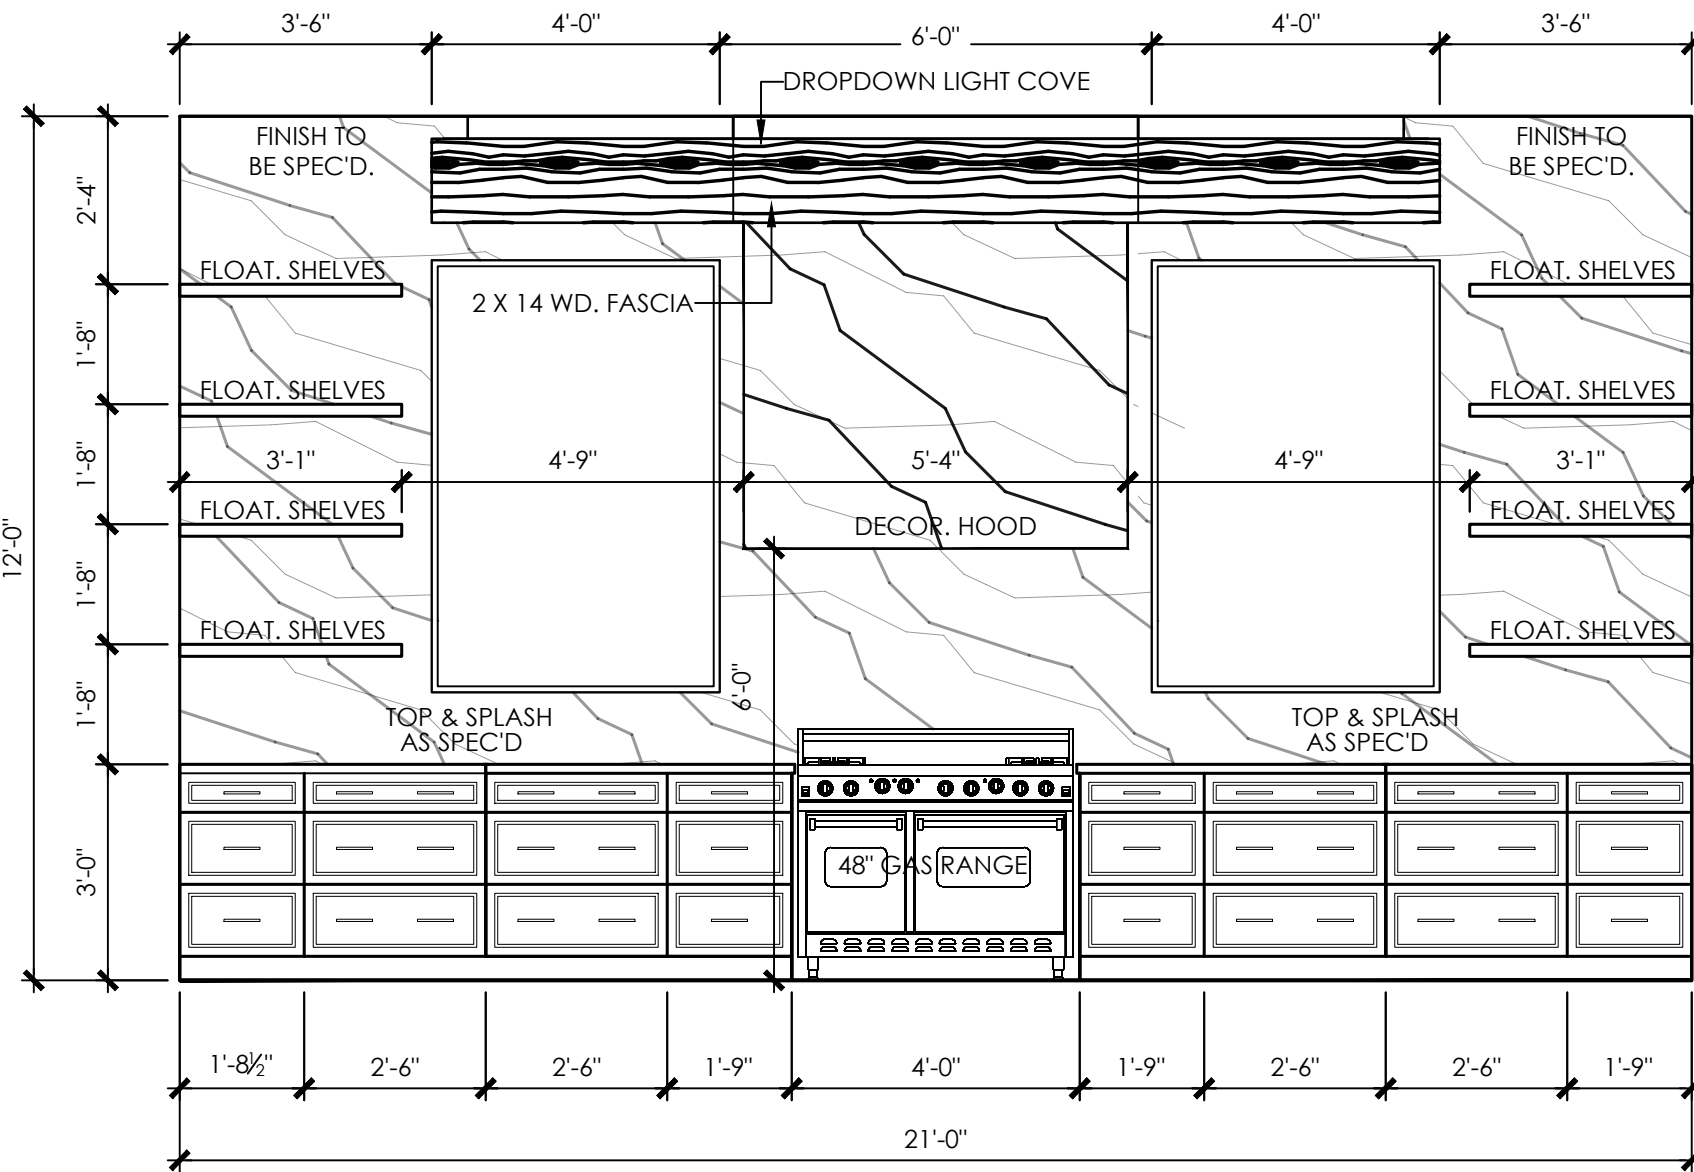 3'-6" 4'-0" 6'-0" 4'-0" 3'-6"
DROPDOWN LIGHT COVE
FINISH TO
BE SPEC'D.
FINISH TO
BE SPEC'D.
2'-4"
FLOAT. SHELVES
FLOAT. SHELVES
2 X 14 WD. FASCIA
1'-8"
FLOAT. SHELVES
FLOAT. SHELVES
1'-8"
3'-1" 4'-9" 5'-4" 4'-9" 3'-1"
FLOAT. SHELVES
DECOR. HOOD
FLOAT. SHELVES
12'-0"
1'-8"
FLOAT. SHELVES
FLOAT. SHELVES
6'-0"
1'-8"
TOP & SPLASH
AS SPEC'D
TOP & SPLASH
AS SPEC'D
3'-0"
48" GAS RANGE
1'-8½" 2'-6" 2'-6" 1'-9" 4'-0" 1'-9" 2'-6" 2'-6" 1'-9"
21'-0"